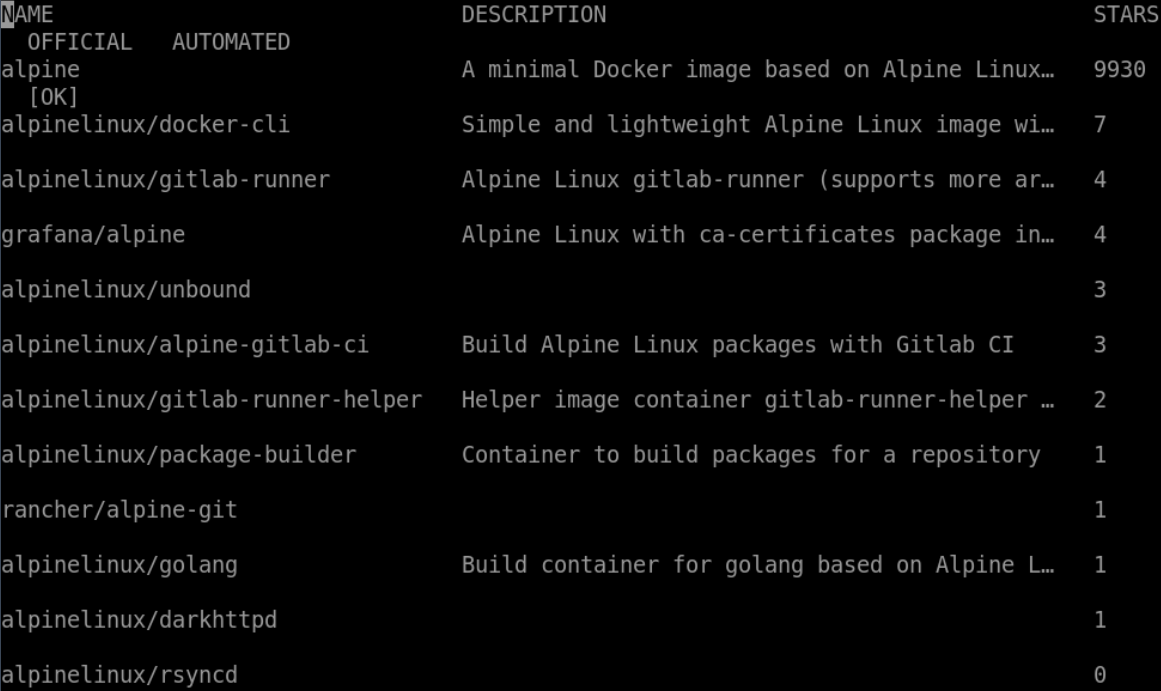 NAME DESCRIPTION STARS
OFFICIAL AUTOMATED
alpine A minimal Docker image based on Alpine Linux… 9930
[OK]
alpinelinux/docker-cli Simple and lightweight Alpine Linux image wi… 7
alpinelinux/gitlab-runner Alpine Linux gitlab-runner (supports more ar… 4
grafana/alpine Alpine Linux with ca-certificates package in… 4
alpinelinux/unbound 3
alpinelinux/alpine-gitlab-ci Build Alpine Linux packages with Gitlab CI 3
alpinelinux/gitlab-runner-helper Helper image container gitlab-runner-helper … 2
alpinelinux/package-builder Container to build packages for a repository 1
rancher/alpine-git 1
alpinelinux/golang Build container for golang based on Alpine L… 1
alpinelinux/darkhttpd 1
alpinelinux/rsyncd 0